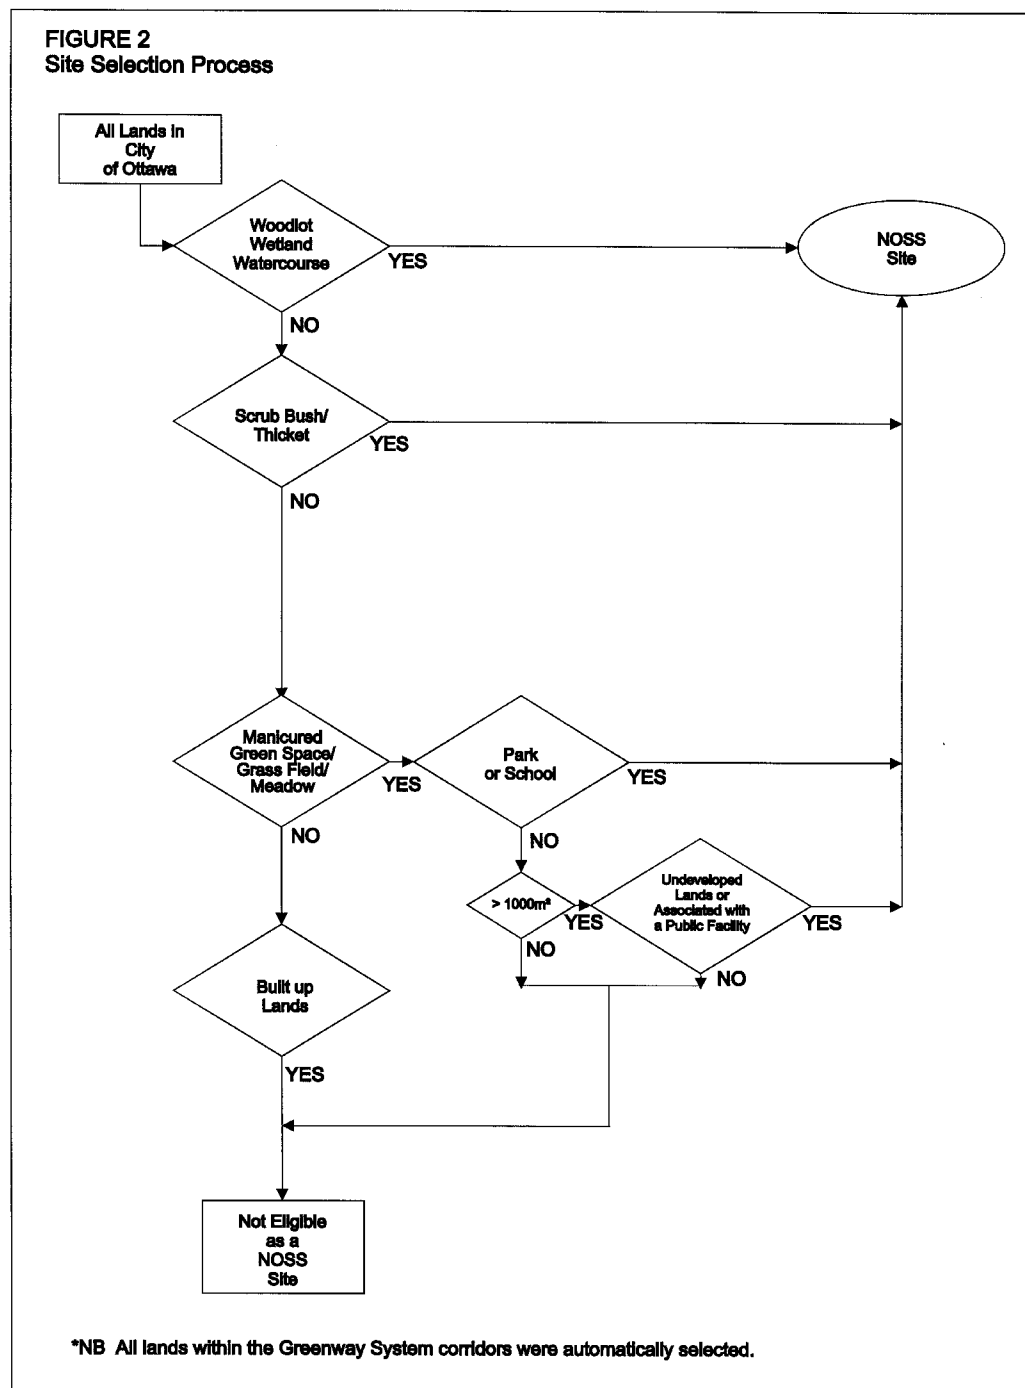 FIGURE 2
Site Selection Process
All Lands in
City
of Ottawa
Woodlot
Wetland
Watercourse
YES
NOSS
Site
NO
Scrub Bush/
Thicket
YES
NO
Manicured
Green Space/
Grass Field/
Meadow
YES
Park
or School
YES
NO
NO
> 1000m²
YES
Undeveloped
Lands or
Associated with
a Public Facility
YES
NO
NO
Built up
Lands
YES
Not Eligible
as a
NOSS
Site
*NB All lands within the Greenway System corridors were automatically selected.